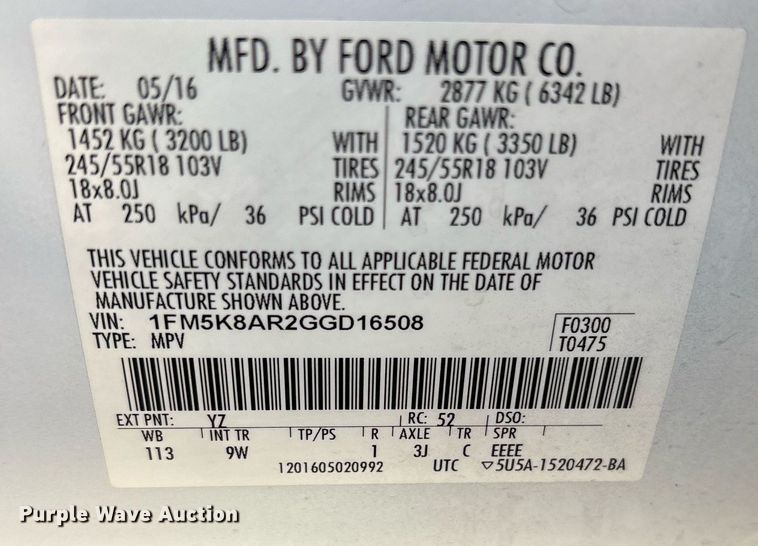 MFD. BY FORD MOTOR CO.
DATE: 05/16 GVWR: 2877 KG ( 6342 LB)
FRONT GAWR: REAR GAWR:
1452 KG ( 3200 LB) WITH 1520 KG ( 3350 LB) WITH
245/55R18 103V TIRES 245/55R18 103V TIRES
18x8.0J RIMS 18x8.0J RIMS
AT 250 kPa/ 36 PSI COLD AT 250 kPa/ 36 PSI COLD
THIS VEHICLE CONFORMS TO ALL APPLICABLE FEDERAL MOTOR
VEHICLE SAFETY STANDARDS IN EFFECT ON THE DATE OF
MANUFACTURE SHOWN ABOVE.
VIN: 1FM5K8AR2GGD16508 F0300
TYPE: MPV T0475
EXT PNT: YZ RC: 52 DSO:
WB INT TR TP/PS R AXLE TR SPR
113 9W 1 3J C EEEE
1201605020992 UTC ▽5U5A-1520472-BA
Purple Wave Auction